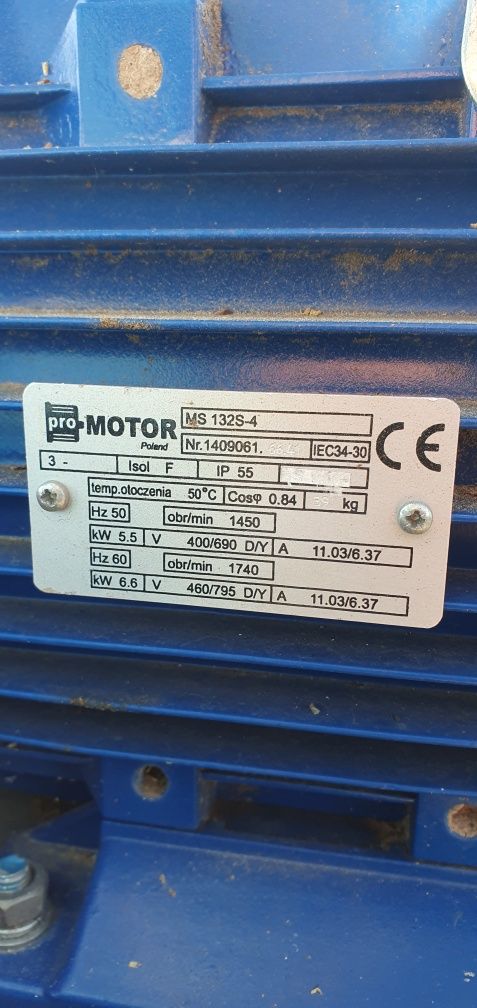 pro-MOTOR
Poland
MS 132S-4
Nr.1409061. IEC34-30
CE
3 - Isol F IP 55
temp.otoczenia 50°C Cosφ 0.84 kg
Hz 50 obr/min 1450
kW 5.5 V 400/690 D/Y A 11.03/6.37
Hz 60 obr/min 1740
kW 6.6 V 460/795 D/Y A 11.03/6.37